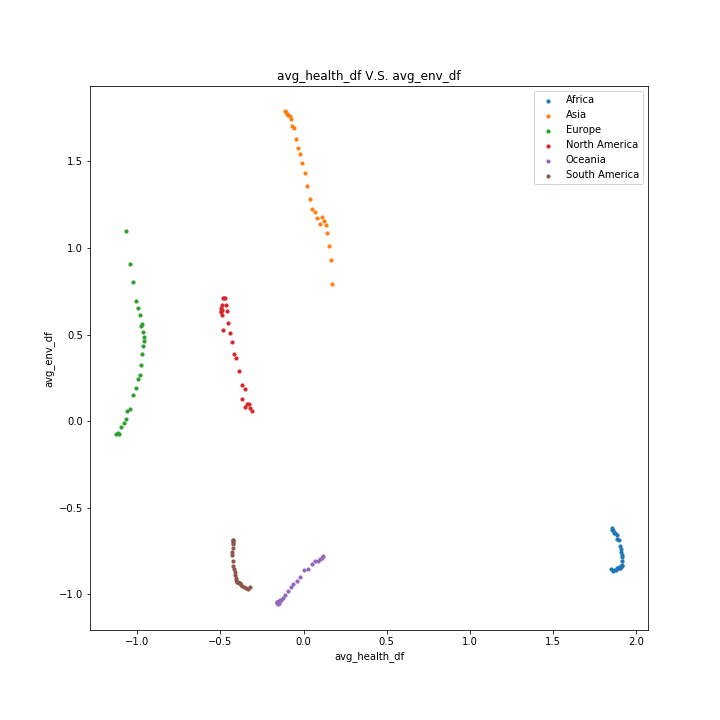 avg_health_df V.S. avg_env_df
Africa
Asia
Europe
North America
Oceania
South America
1.5
1.0
0.5
0.0
−0.5
−1.0
avg_env_df
−1.0
−0.5
0.0
0.5
1.0
1.5
2.0
avg_health_df